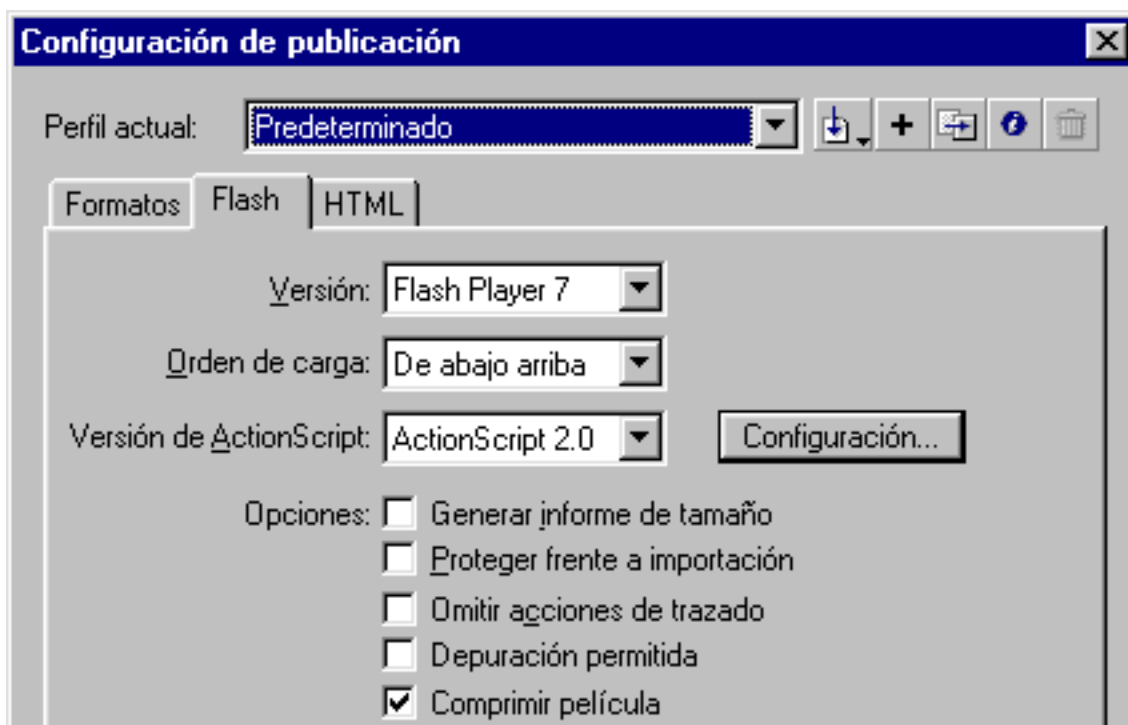 Configuración de publicación
Perfil actual: Predeterminado
Formatos Flash HTML
Versión: Flash Player 7
Orden de carga: De abajo arriba
Versión de ActionScript: ActionScript 2.0 Configuración...
Opciones: Generar informe de tamaño
Proteger frente a importación
Omitir acciones de trazado
Depuración permitida
Comprimir película